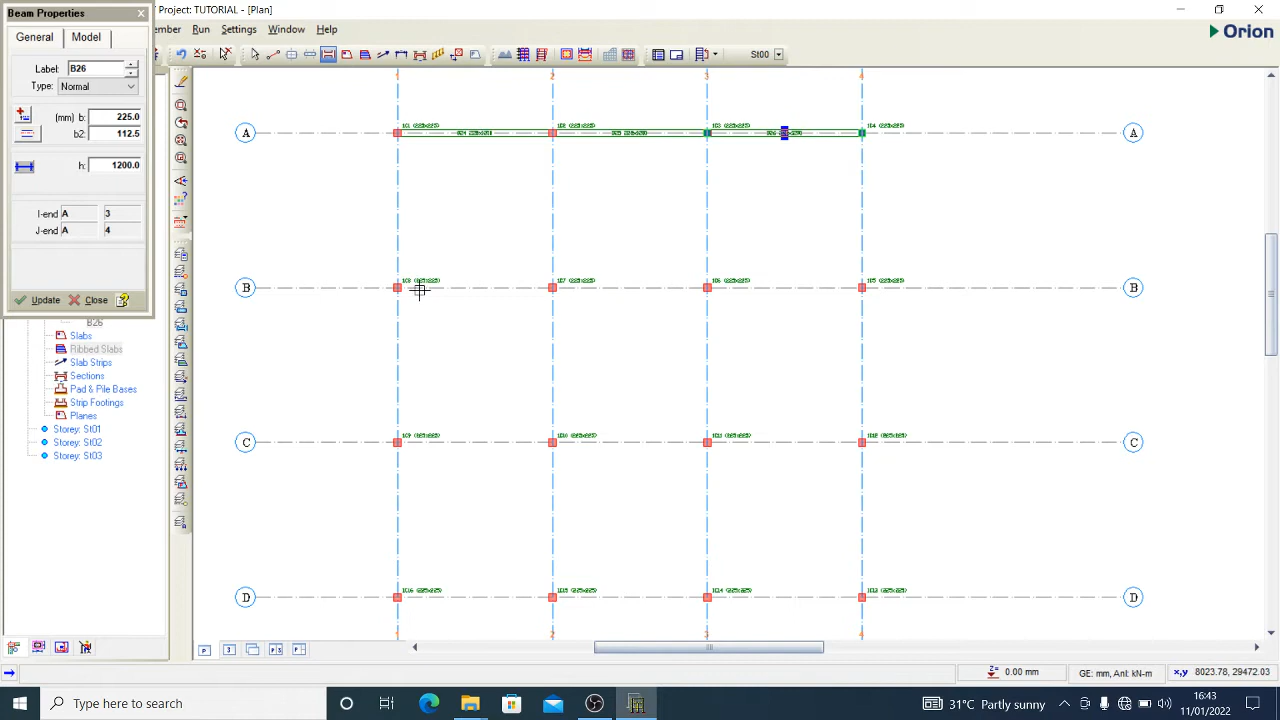 Beam Properties
Project: TUTORIAL - [Plan]
ember Run Settings Window Help
Orion
General Model
St00
Label: B26
Type: Normal
(mm) b: 225.0
b2: 112.5
h: 1200.0
I-end A 3
J-end A 4
Update Close
B26
Slabs
Ribbed Slabs
Slab Strips
Sections
Pad & Pile Bases
Strip Footings
Planes
Storey: St01
Storey: St02
Storey: St03
1 2 3 4
A A
B B
C C
D D
1 2 3 4
Z= 0.00 mm
GE: mm, Anl: kN-m
x,y 8023.78, 29472.03
Type here to search
31°C Partly sunny
16:43
11/01/2022